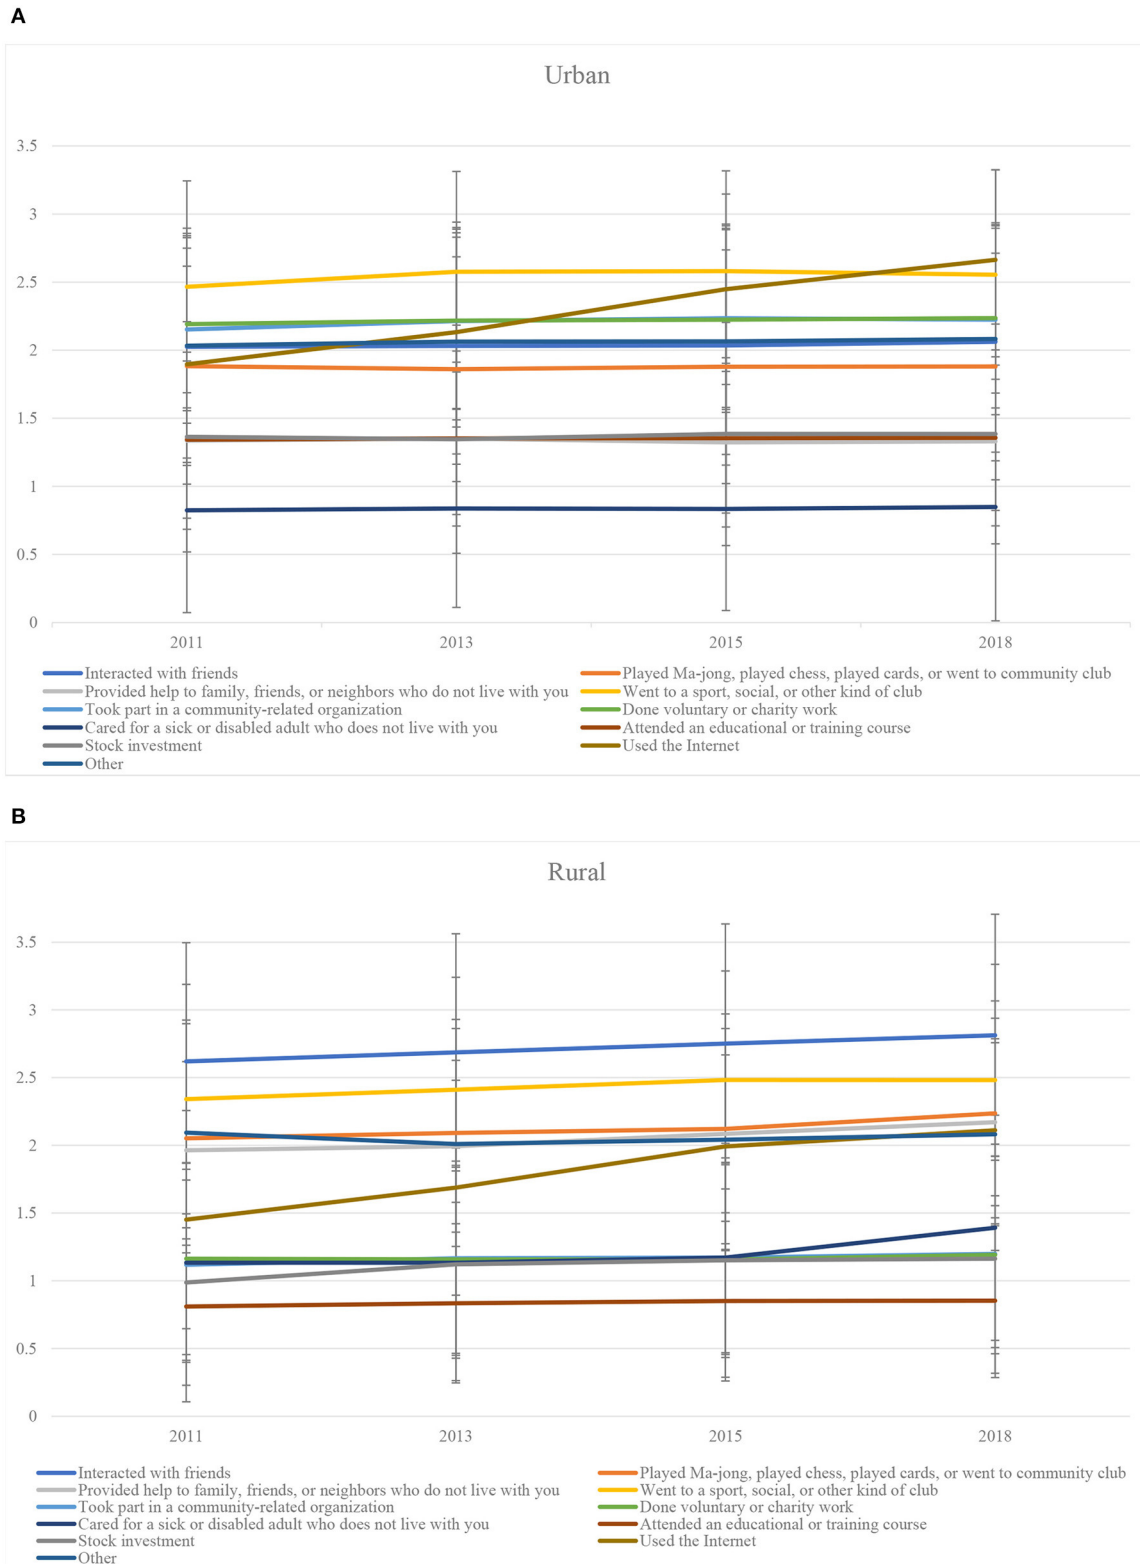 A
Urban
3.5
3
2.5
2
1.5
1
0.5
0
2011 2013 2015 2018
Interacted with friends
Played Ma-jong, played chess, played cards, or went to community club
Provided help to family, friends, or neighbors who do not live with you
Went to a sport, social, or other kind of club
Took part in a community-related organization
Done voluntary or charity work
Cared for a sick or disabled adult who does not live with you
Attended an educational or training course
Stock investment
Used the Internet
Other
B
Rural
3.5
3
2.5
2
1.5
1
0.5
0
2011 2013 2015 2018
Interacted with friends
Played Ma-jong, played chess, played cards, or went to community club
Provided help to family, friends, or neighbors who do not live with you
Went to a sport, social, or other kind of club
Took part in a community-related organization
Done voluntary or charity work
Cared for a sick or disabled adult who does not live with you
Attended an educational or training course
Stock investment
Used the Internet
Other